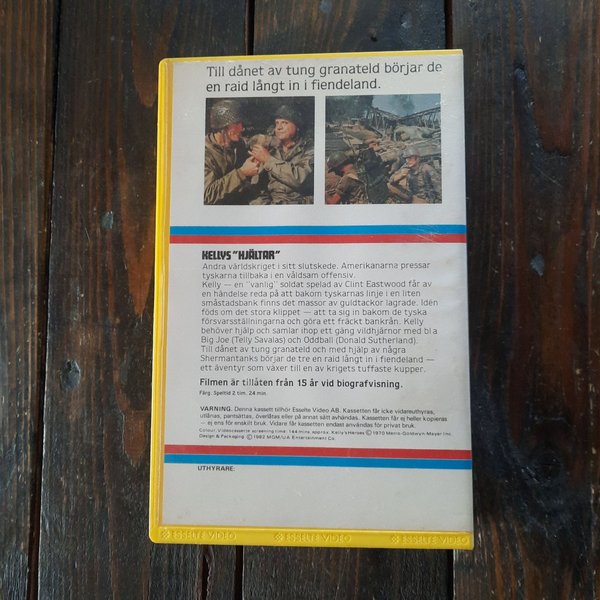 Till dånet av tung granateld börjar de
en raid långt in i fiendeland.
KELLYS "HJÄLTAR"
Andra världskriget i sitt slutskede. Amerikanarna pressar
tyskarna tillbaka i en våldsam offensiv.
Kelly — en "vanlig" soldat spelad av Clint Eastwood får av
en händelse reda på att bakom tyskarnas linje i en liten
småstadsbank finns det massor av guldtackor lagrade. Idén
föds om det stora klippet — att ta sig in bakom de tyska
försvarsställningarna och göra ett fräckt bankrån. Kelly
behöver hjälp och samlar ihop ett gäng vildhjärnor med bl a
Big Joe (Telly Savalas) och Oddball (Donald Sutherland).
Till dånet av tung granateld och med hjälp av några
Shermantanks börjar de tre en raid långt in i fiendeland —
ett äventyr som växer till en av krigets tuffaste kupper.
Filmen är tillåten från 15 år vid biografvisning.
Färg. Speltid 2 tim. 24 min.
VARNING. Denna kassett tillhör Esselte Video AB. Kassetten får icke vidareuthyras,
utlånas, pantsättas, överlåtas eller på annat sätt avhändas. Kassetten får ej heller kopieras
— ej ens för enskilt bruk. Vidare får kassetten endast användas för privat bruk.
Colour. Videocassette screening time: 144 mins. approx. Kelly's Heroes © 1970 Metro-Goldwyn-Mayer Inc.
Design & Packaging © 1982 MGM/UA Entertainment Co.
UTHYRARE:
ESSELTE VIDEO ESSELTE VIDEO ESSELTE VIDEO